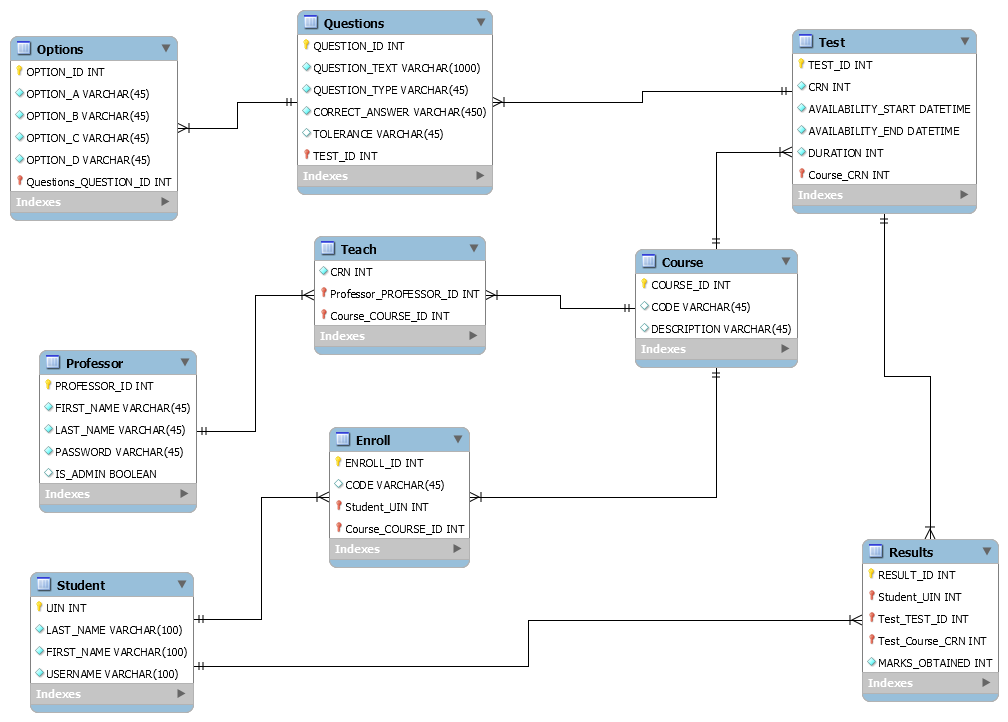 Options
OPTION_ID INT
OPTION_A VARCHAR(45)
OPTION_B VARCHAR(45)
OPTION_C VARCHAR(45)
OPTION_D VARCHAR(45)
Questions_QUESTION_ID INT
Indexes
Questions
QUESTION_ID INT
QUESTION_TEXT VARCHAR(1000)
QUESTION_TYPE VARCHAR(45)
CORRECT_ANSWER VARCHAR(450)
TOLERANCE VARCHAR(45)
TEST_ID INT
Indexes
Test
TEST_ID INT
CRN INT
AVAILABILITY_START DATETIME
AVAILABILITY_END DATETIME
DURATION INT
Course_CRN INT
Indexes
Teach
CRN INT
Professor_PROFESSOR_ID INT
Course_COURSE_ID INT
Indexes
Course
COURSE_ID INT
CODE VARCHAR(45)
DESCRIPTION VARCHAR(45)
Indexes
Professor
PROFESSOR_ID INT
FIRST_NAME VARCHAR(45)
LAST_NAME VARCHAR(45)
PASSWORD VARCHAR(45)
IS_ADMIN BOOLEAN
Indexes
Enroll
ENROLL_ID INT
CODE VARCHAR(45)
Student_UIN INT
Course_COURSE_ID INT
Indexes
Student
UIN INT
LAST_NAME VARCHAR(100)
FIRST_NAME VARCHAR(100)
USERNAME VARCHAR(100)
Indexes
Results
RESULT_ID INT
Student_UIN INT
Test_TEST_ID INT
Test_Course_CRN INT
MARKS_OBTAINED INT
Indexes